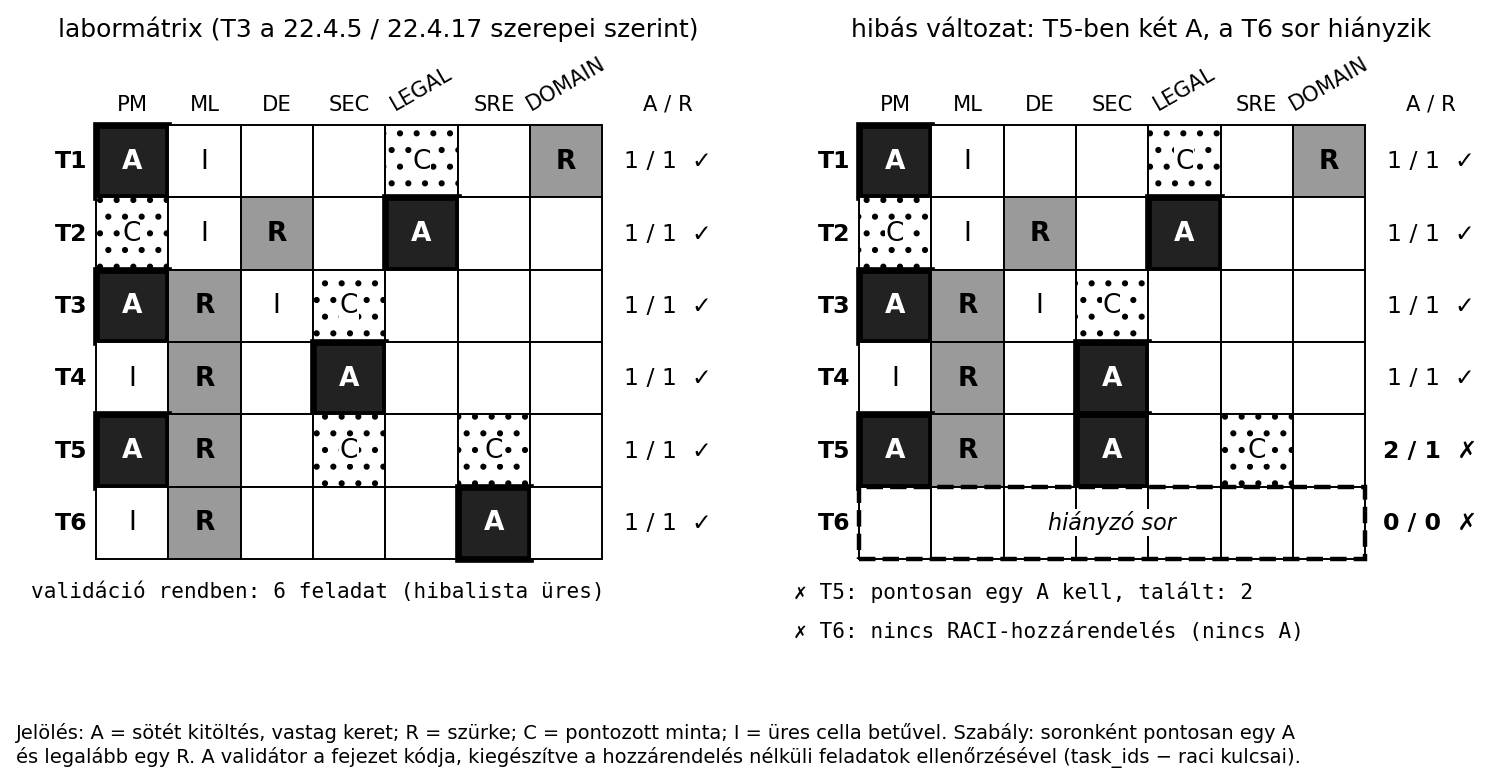 labormátrix (T3 a 22.4.5 / 22.4.17 szerepei szerint)
PM ML DE SEC LEGAL SRE DOMAIN A / R
T1 A I C R 1 / 1 ✓
T2 C I R A 1 / 1 ✓
T3 A R I C 1 / 1 ✓
T4 I R A 1 / 1 ✓
T5 A R C C 1 / 1 ✓
T6 I R A 1 / 1 ✓
validáció rendben: 6 feladat (hibalista üres)
hibás változat: T5-ben két A, a T6 sor hiányzik
PM ML DE SEC LEGAL SRE DOMAIN A / R
T1 A I C R 1 / 1 ✓
T2 C I R A 1 / 1 ✓
T3 A R I C 1 / 1 ✓
T4 I R A 1 / 1 ✓
T5 A R A C 2 / 1 ✗
T6 hiányzó sor 0 / 0 ✗
✗ T5: pontosan egy A kell, talált: 2
✗ T6: nincs RACI-hozzárendelés (nincs A)
Jelölés: A = sötét kitöltés, vastag keret; R = szürke; C = pontozott minta; I = üres cella betűvel. Szabály: soronként pontosan egy A
és legalább egy R. A validátor a fejezet kódja, kiegészítve a hozzárendelés nélküli feladatok ellenőrzésével (task_ids − raci kulcsai).